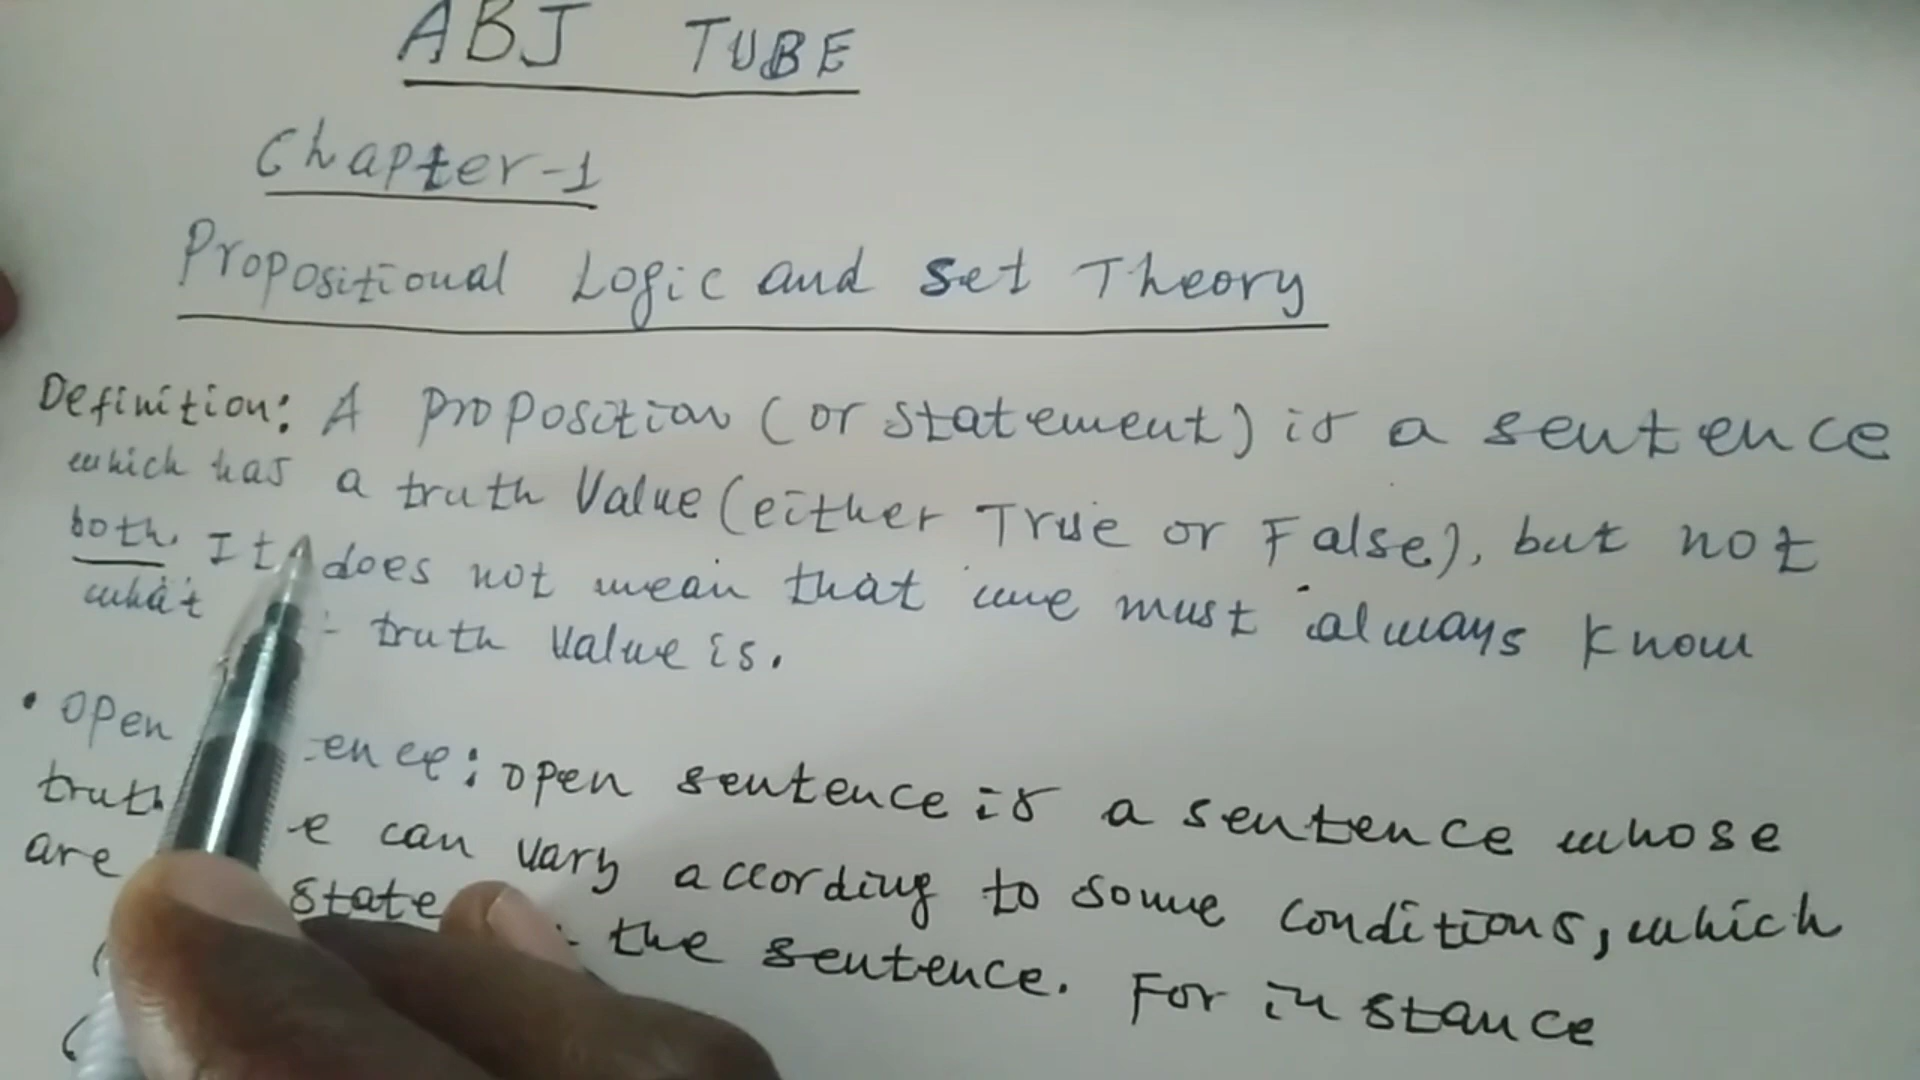 ABJ TUBE
Chapter-1
Propositional Logic and set Theory
Definition: A proposition (or statement) is a sentence
which has a truth Value (either True or False), but not
both. It does not mean that we must always know
what truth value is.
• Open : open sentence is a sentence whose
truth can vary according to some conditions, which
are state the sentence. For instance